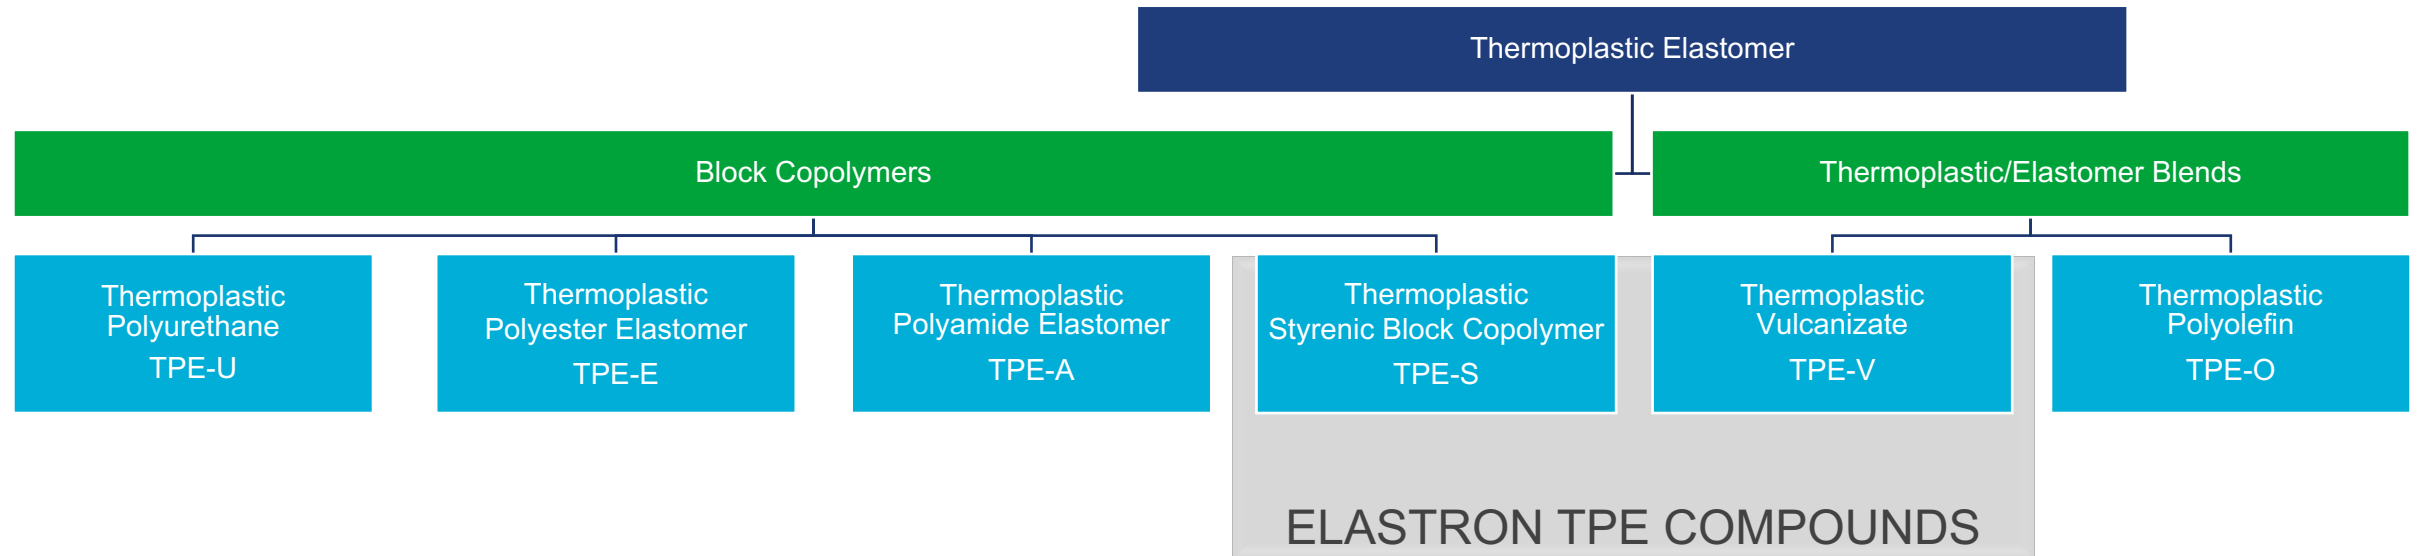 Thermoplastic Elastomer
Block Copolymers
Thermoplastic/Elastomer Blends
Thermoplastic
Polyurethane
TPE-U
Thermoplastic
Polyester Elastomer
TPE-E
Thermoplastic
Polyamide Elastomer
TPE-A
Thermoplastic
Styrenic Block Copolymer
TPE-S
Thermoplastic
Vulcanizate
TPE-V
Thermoplastic
Polyolefin
TPE-O
ELASTRON TPE COMPOUNDS